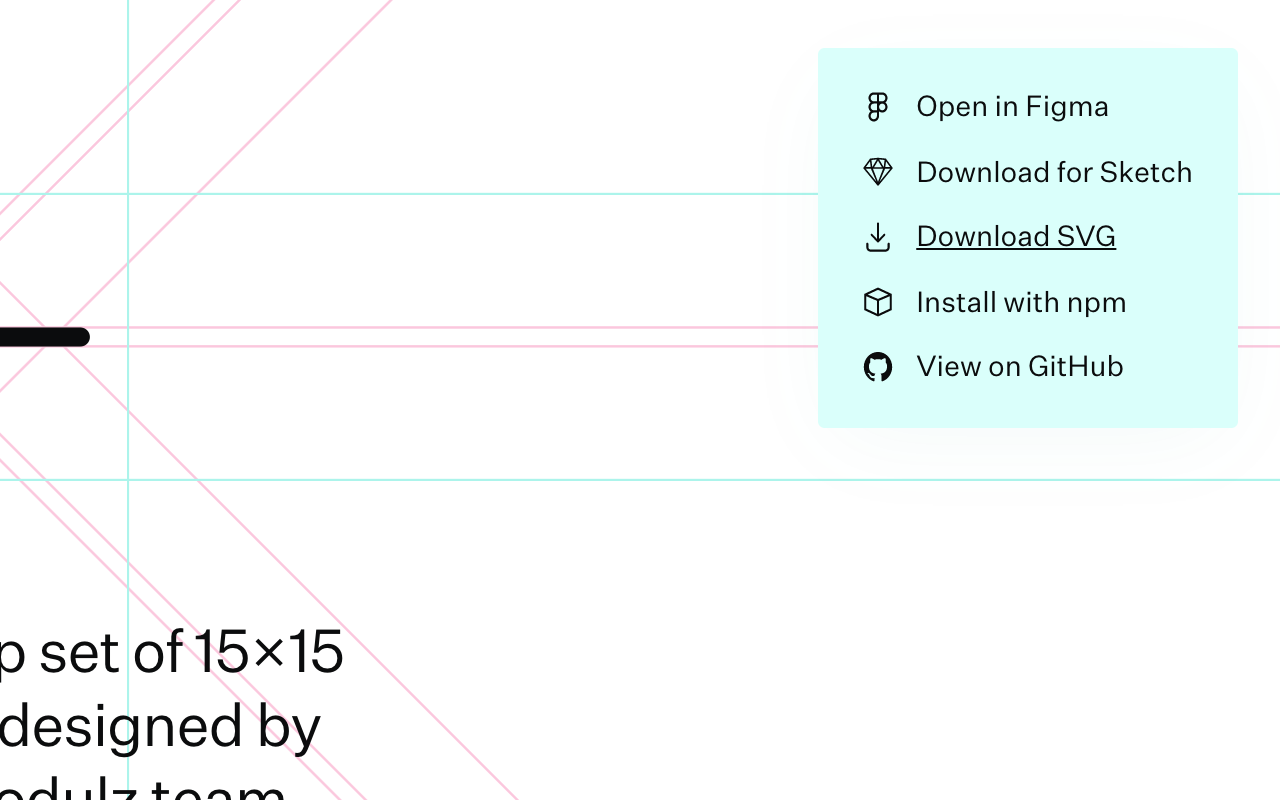 Open in Figma
Download for Sketch
Download SVG
Install with npm
View on GitHub
set of 15×15
designed by
team